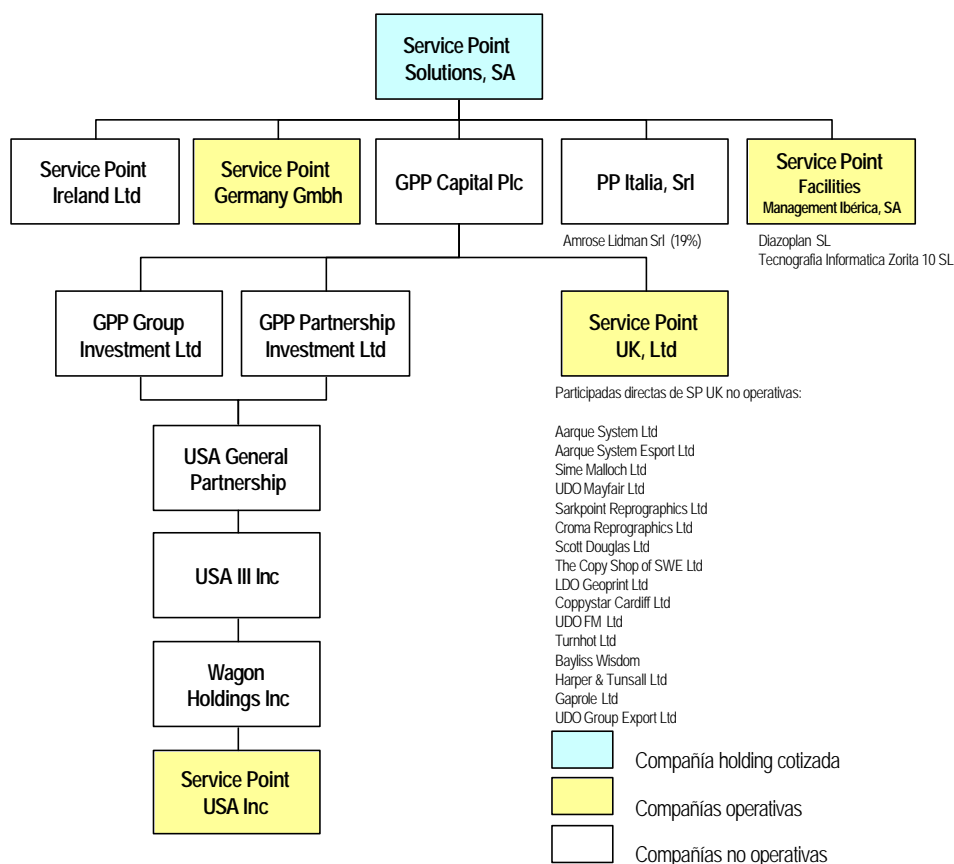 Service Point
Solutions, SA
Service Point
Ireland Ltd
Service Point
Germany Gmbh
GPP Capital Plc
PP Italia, Srl
Service Point
Facilities
Management Ibérica, SA
Amrose Lidman Srl (19%)
Diazoplan SL
Tecnografia Informatica Zorita 10 SL
GPP Group
Investment Ltd
GPP Partnership
Investment Ltd
Service Point
UK, Ltd
Participadas directas de SP UK no operativas:
Aarque System Ltd
Aarque System Esport Ltd
Sime Malloch Ltd
UDO Mayfair Ltd
Sarkpoint Reprographics Ltd
Croma Reprographics Ltd
Scott Douglas Ltd
The Copy Shop of SWE Ltd
LDO Geoprint Ltd
Coppystar Cardiff Ltd
UDO FM Ltd
Turnhot Ltd
Bayliss Wisdom
Harper & Tunsall Ltd
Gaprole Ltd
UDO Group Export Ltd
USA General
Partnership
USA III Inc
Wagon
Holdings Inc
Service Point
USA Inc
Compañía holding cotizada
Compañías operativas
Compañías no operativas